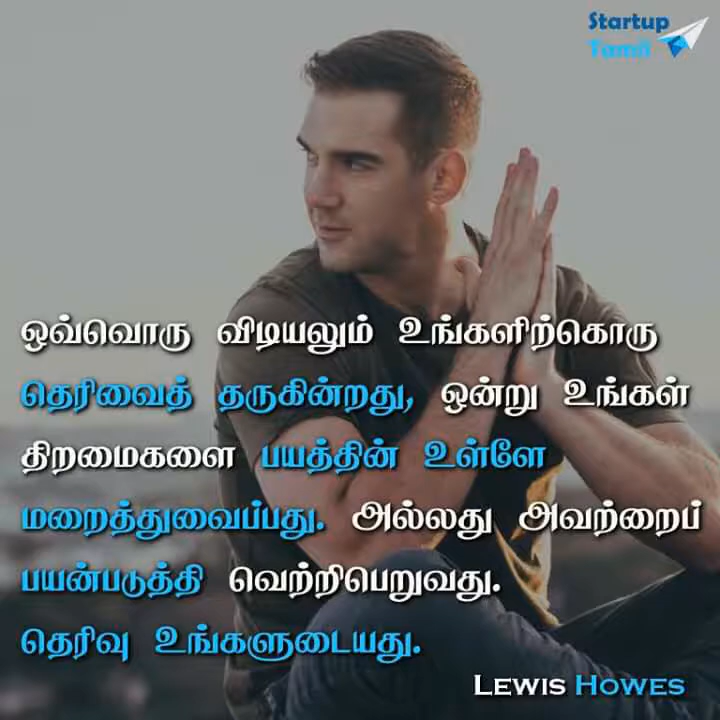 Startup
Tamil
ஒவ்வொரு விடியலும் உங்களிற்கொரு
தெரிவைத் தருகின்றது, ஒன்று உங்கள்
திறமைகளை பயத்தின் உள்ளே
மறைத்துவைப்பது. அல்லது அவற்றைப்
பயன்படுத்தி வெற்றிபெறுவது.
தெரிவு உங்களுடையது.
LEWIS HOWES